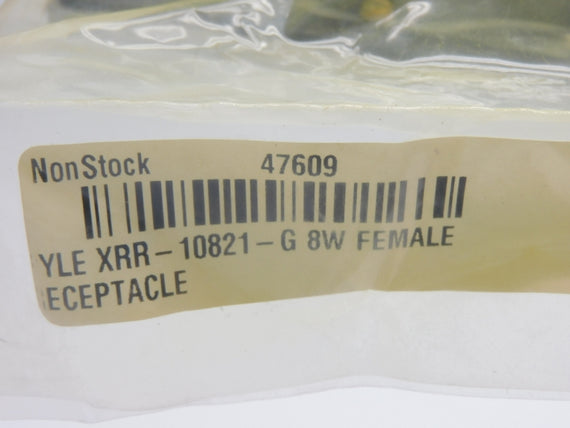 NonStock 47609
YLE XRR-10821-G 8W FEMALE
ECEPTACLE